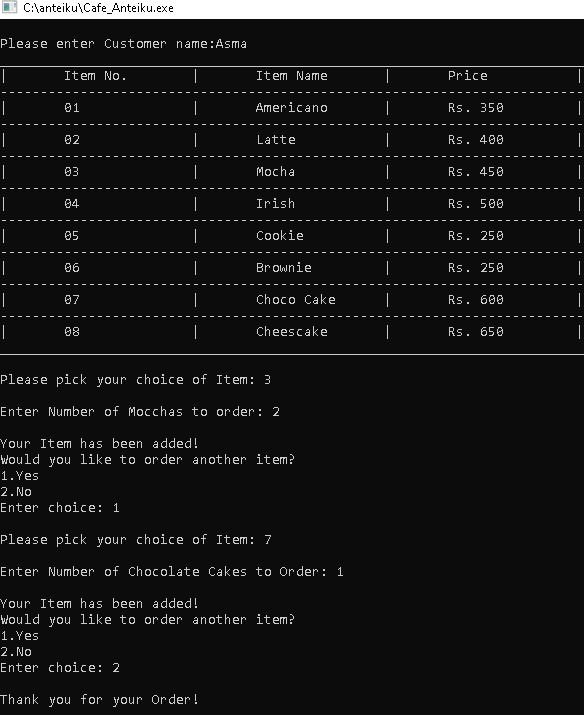 C:\anteiku\Cafe_Anteiku.exe
Please enter Customer name:Asma
| Item No. | Item Name | Price |
| 01 | Americano | Rs. 350 |
| 02 | Latte | Rs. 400 |
| 03 | Mocha | Rs. 450 |
| 04 | Irish | Rs. 500 |
| 05 | Cookie | Rs. 250 |
| 06 | Brownie | Rs. 250 |
| 07 | Choco Cake | Rs. 600 |
| 08 | Cheescake | Rs. 650 |
Please pick your choice of Item: 3
Enter Number of Mocchas to order: 2
Your Item has been added!
Would you like to order another item?
1.Yes
2.No
Enter choice: 1
Please pick your choice of Item: 7
Enter Number of Chocolate Cakes to Order: 1
Your Item has been added!
Would you like to order another item?
1.Yes
2.No
Enter choice: 2
Thank you for your Order!